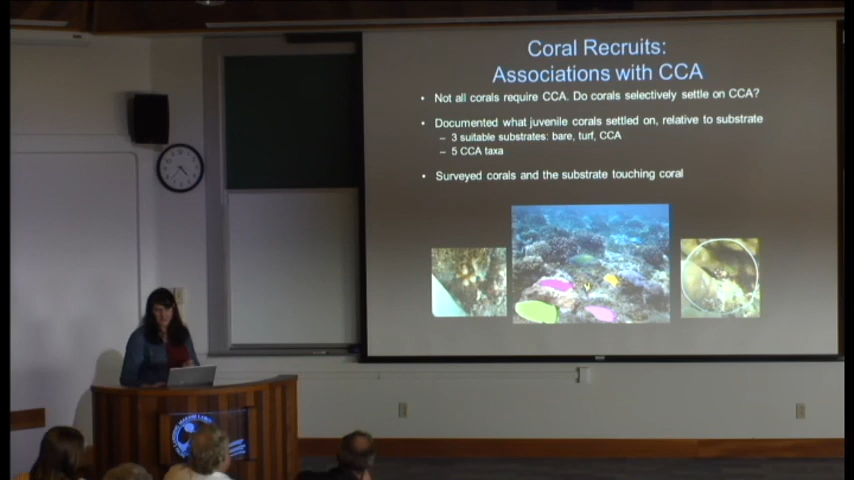 Coral Recruits:
Associations with CCA
• Not all corals require CCA. Do corals selectively settle on CCA?
• Documented what juvenile corals settled on, relative to substrate
– 3 suitable substrates: bare, turf, CCA
– 5 CCA taxa
• Surveyed corals and the substrate touching coral